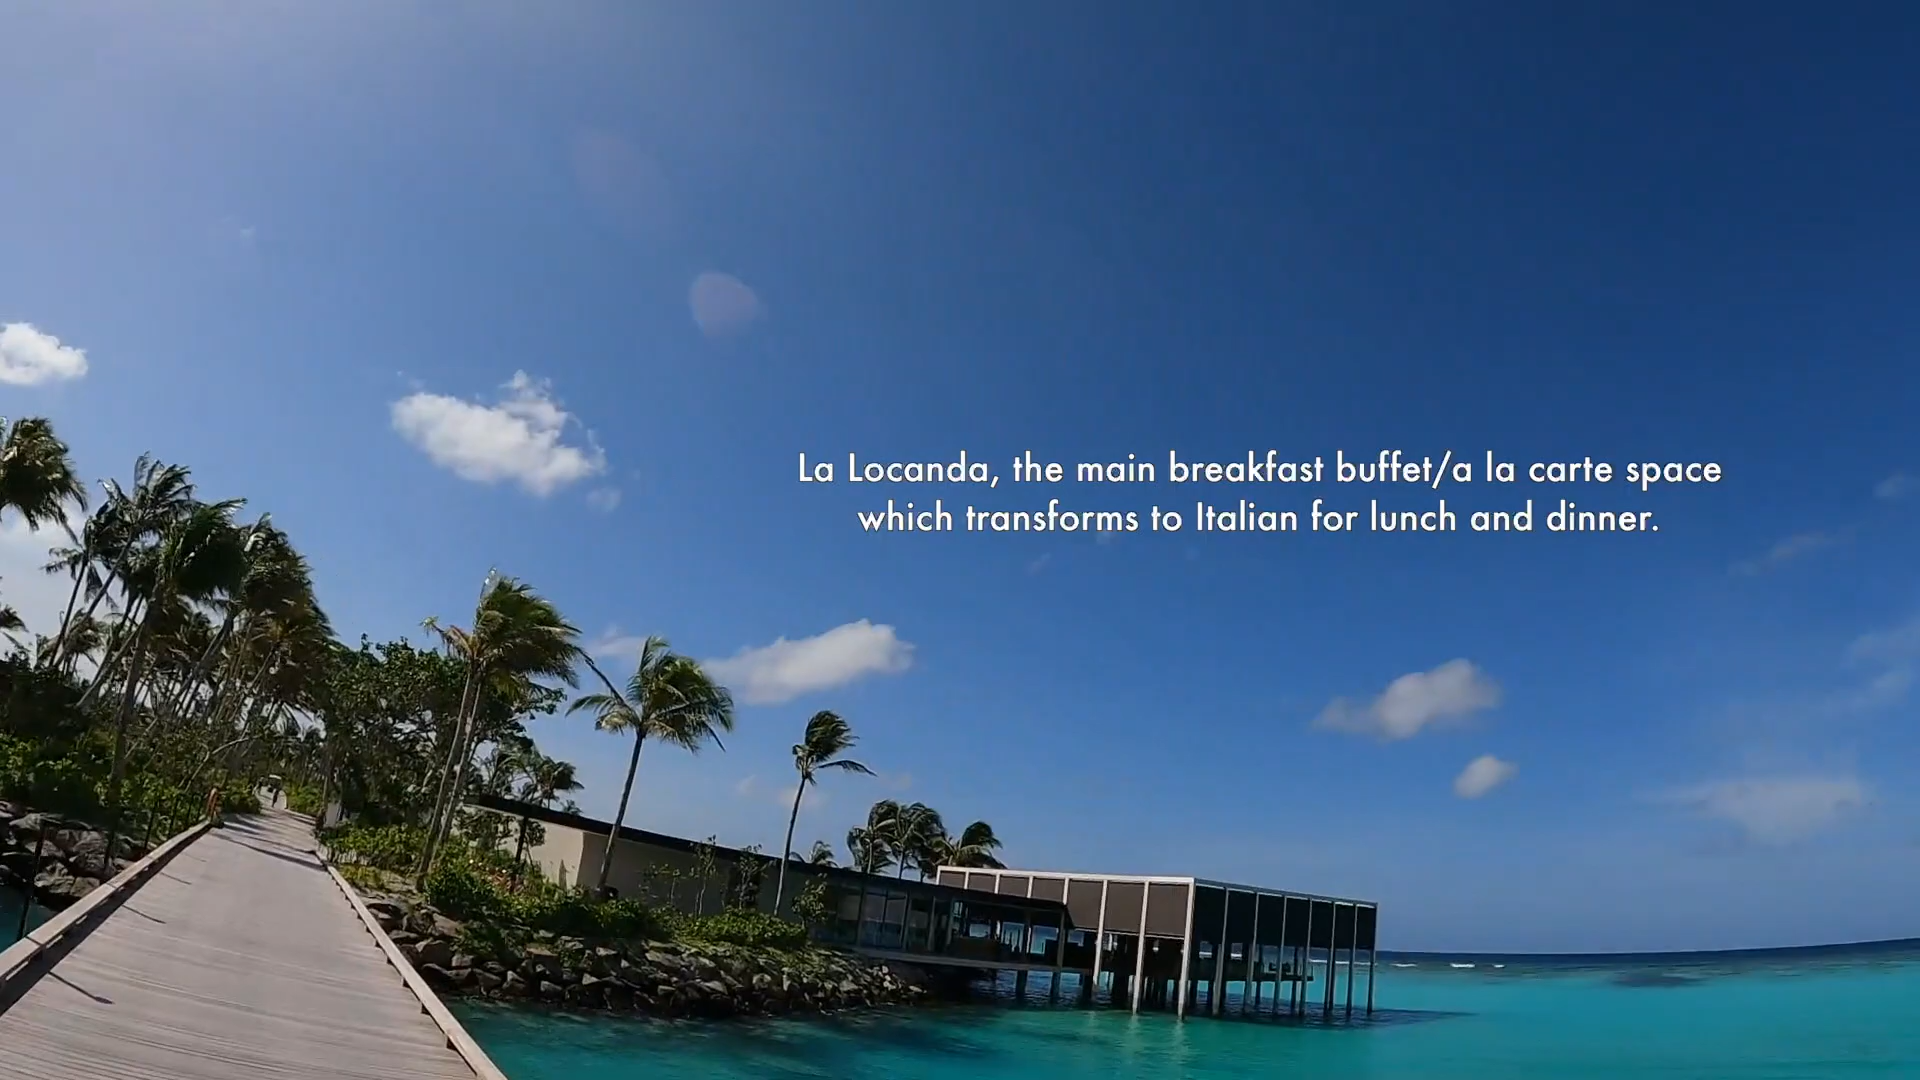 La Locanda, the main breakfast buffet/a la carte space
which transforms to Italian for lunch and dinner.